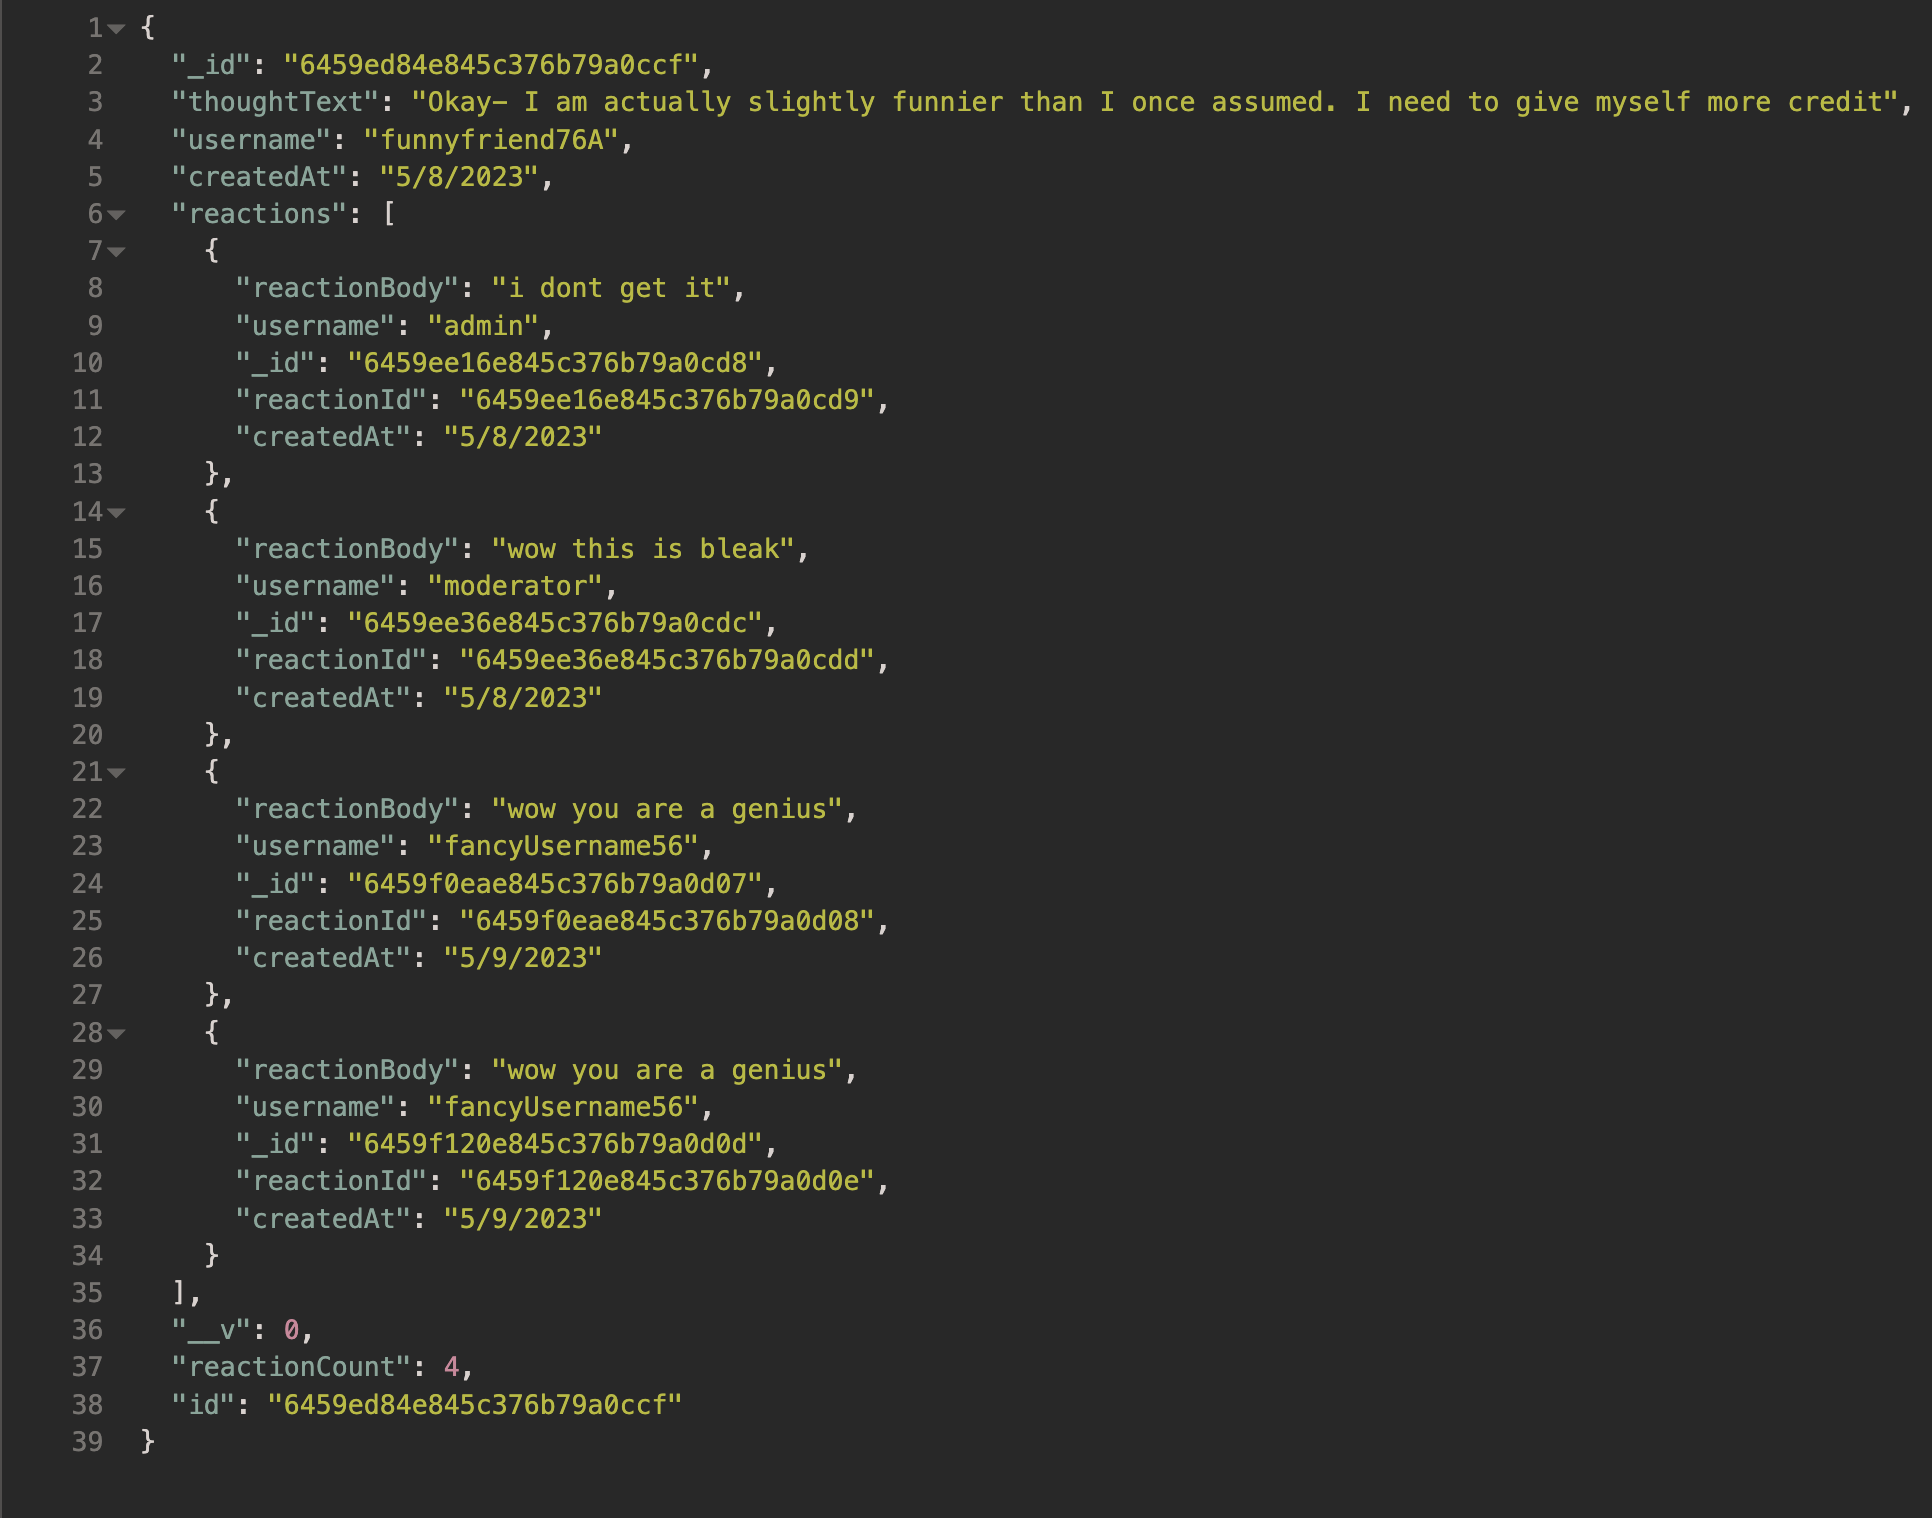 1 {
2 "_id": "6459ed84e845c376b79a0ccf",
3 "thoughtText": "Okay- I am actually slightly funnier than I once assumed. I need to give myself more credit",
4 "username": "funnyfriend76A",
5 "createdAt": "5/8/2023",
6 "reactions": [
7 {
8 "reactionBody": "i dont get it",
9 "username": "admin",
10 "_id": "6459ee16e845c376b79a0cd8",
11 "reactionId": "6459ee16e845c376b79a0cd9",
12 "createdAt": "5/8/2023"
13 },
14 {
15 "reactionBody": "wow this is bleak",
16 "username": "moderator",
17 "_id": "6459ee36e845c376b79a0cdc",
18 "reactionId": "6459ee36e845c376b79a0cdd",
19 "createdAt": "5/8/2023"
20 },
21 {
22 "reactionBody": "wow you are a genius",
23 "username": "fancyUsername56",
24 "_id": "6459f0eae845c376b79a0d07",
25 "reactionId": "6459f0eae845c376b79a0d08",
26 "createdAt": "5/9/2023"
27 },
28 {
29 "reactionBody": "wow you are a genius",
30 "username": "fancyUsername56",
31 "_id": "6459f120e845c376b79a0d0d",
32 "reactionId": "6459f120e845c376b79a0d0e",
33 "createdAt": "5/9/2023"
34 }
35 ],
36 "__v": 0,
37 "reactionCount": 4,
38 "id": "6459ed84e845c376b79a0ccf"
39 }